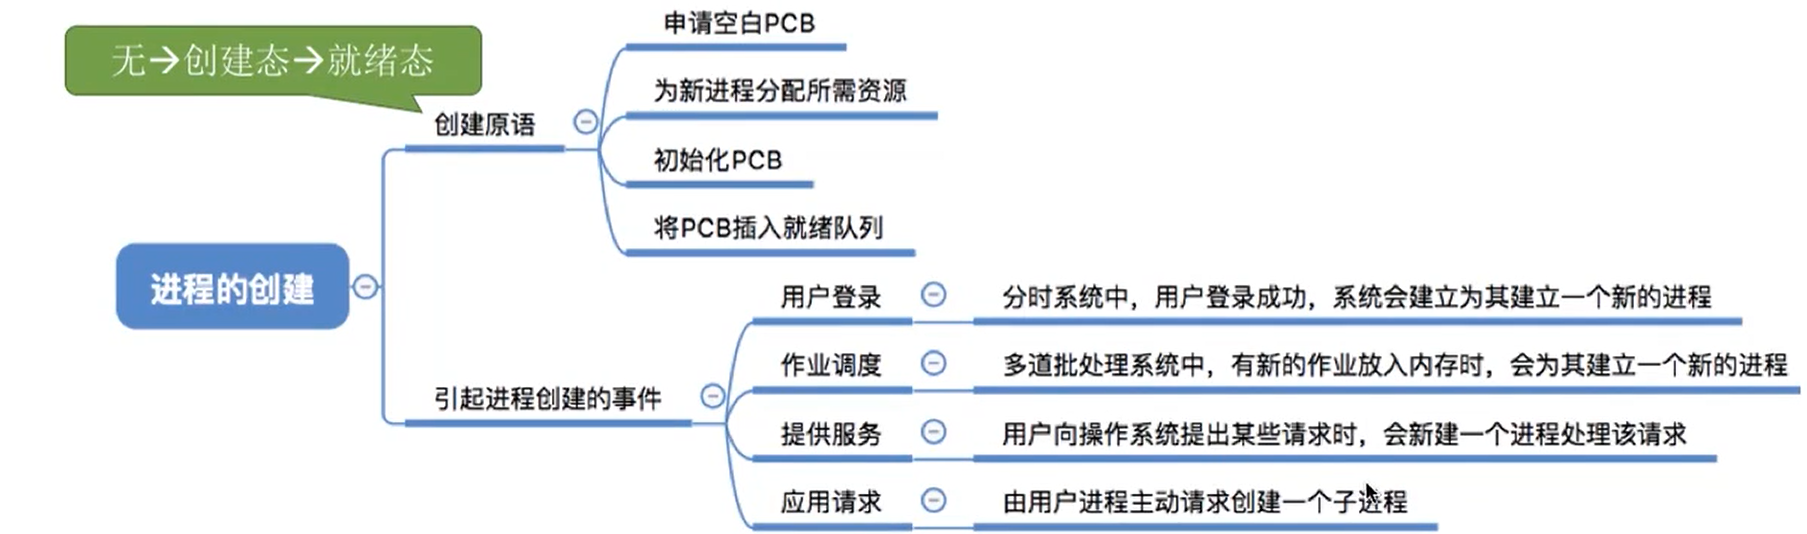 无→创建态→就绪态
进程的创建
创建原语
申请空白PCB
为新进程分配所需资源
初始化PCB
将PCB插入就绪队列
引起进程创建的事件
用户登录
分时系统中，用户登录成功，系统会建立为其建立一个新的进程
作业调度
多道批处理系统中，有新的作业放入内存时，会为其建立一个新的进程
提供服务
用户向操作系统提出某些请求时，会新建一个进程处理该请求
应用请求
由用户进程主动请求创建一个子进程